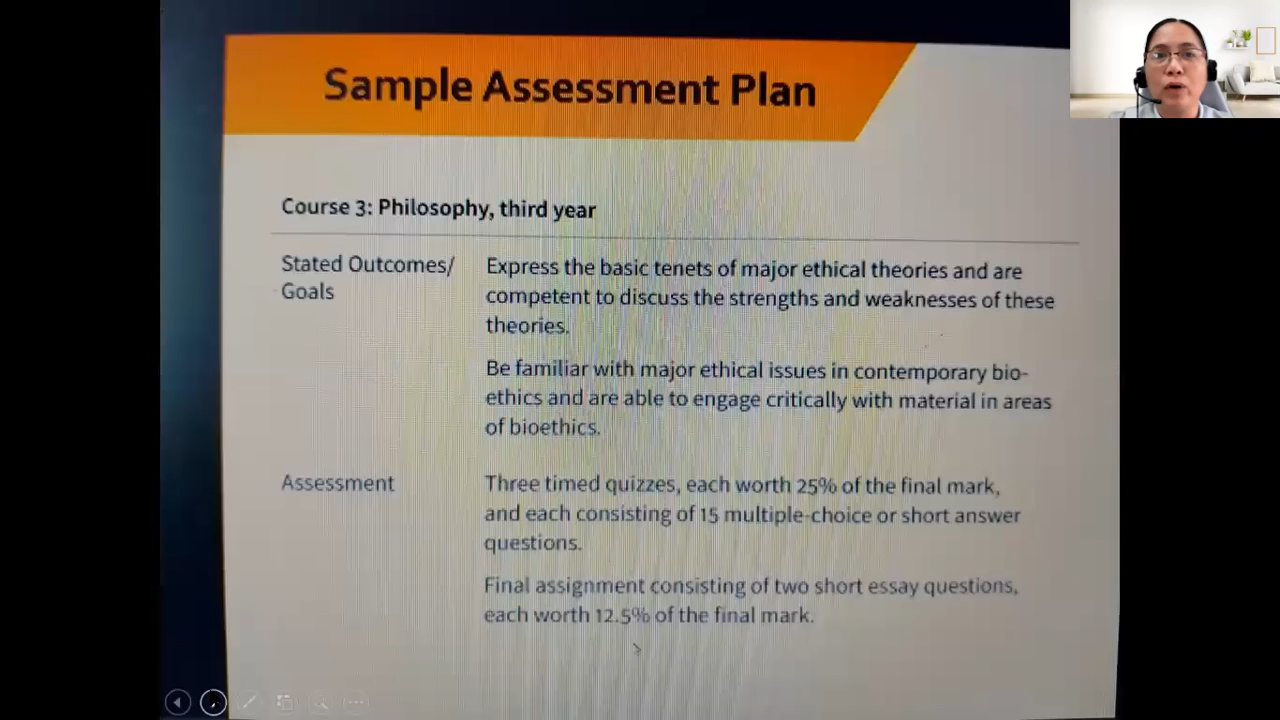 Sample Assessment Plan
Course 3: Philosophy, third year
Stated Outcomes/
Goals
Express the basic tenets of major ethical theories and are
competent to discuss the strengths and weaknesses of these
theories.
Be familiar with major ethical issues in contemporary bio-
ethics and are able to engage critically with material in areas
of bioethics.
Assessment
Three timed quizzes, each worth 25% of the final mark,
and each consisting of 15 multiple-choice or short answer
questions.
Final assignment consisting of two short essay questions,
each worth 12.5% of the final mark.